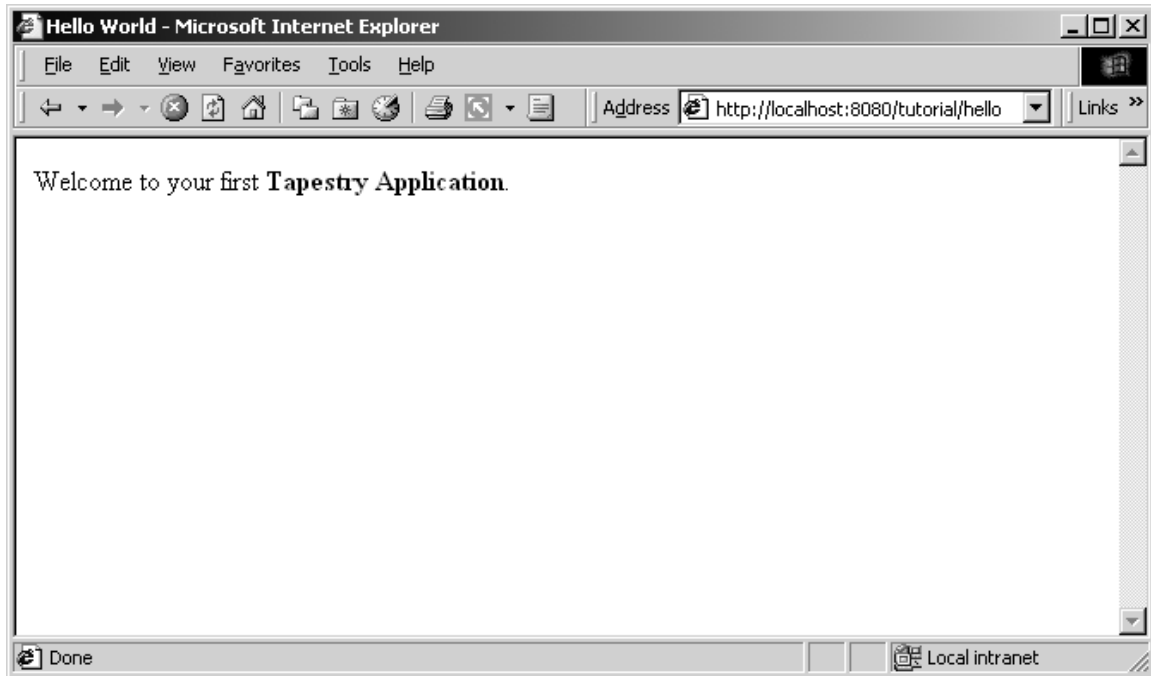 Hello World - Microsoft Internet Explorer
File Edit View Favorites Tools Help
Address http://localhost:8080/tutorial/hello Links »
Welcome to your first Tapestry Application.
Done Local intranet